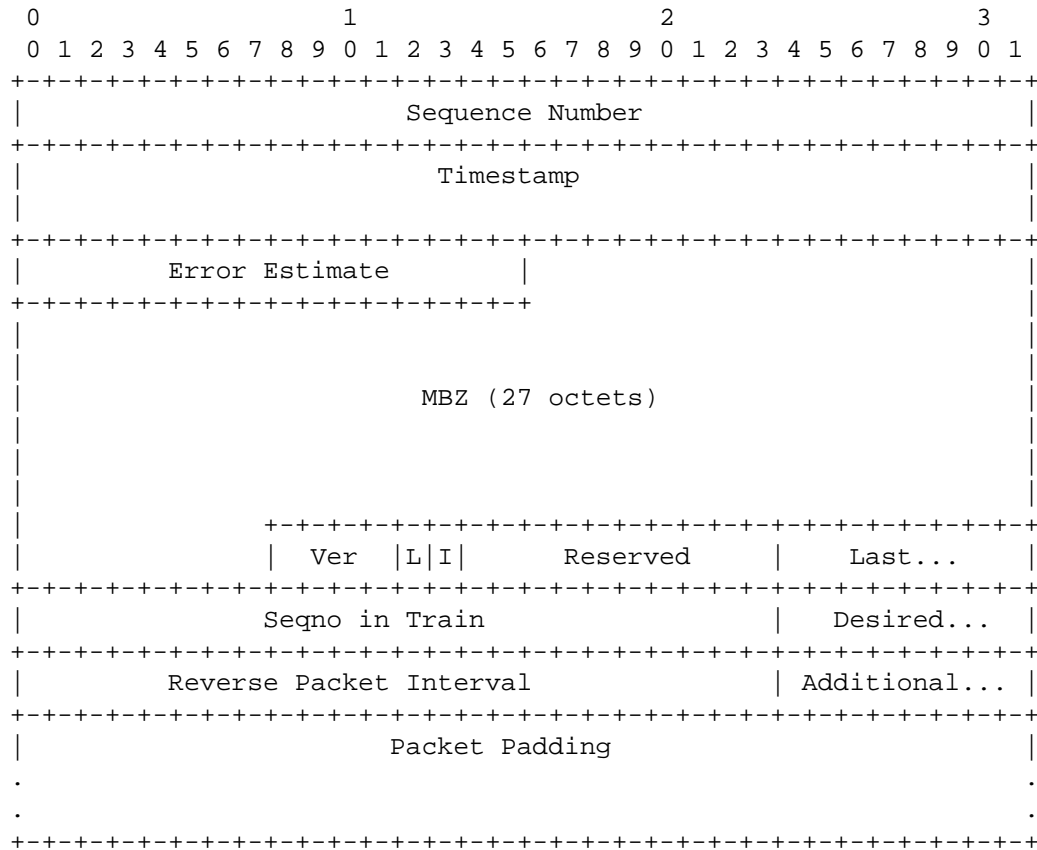 0                   1                   2                   3
 0 1 2 3 4 5 6 7 8 9 0 1 2 3 4 5 6 7 8 9 0 1 2 3 4 5 6 7 8 9 0 1
+-+-+-+-+-+-+-+-+-+-+-+-+-+-+-+-+-+-+-+-+-+-+-+-+-+-+-+-+-+-+-+-+
|                        Sequence Number                        |
+-+-+-+-+-+-+-+-+-+-+-+-+-+-+-+-+-+-+-+-+-+-+-+-+-+-+-+-+-+-+-+-+
|                          Timestamp                            |
|                                                               |
+-+-+-+-+-+-+-+-+-+-+-+-+-+-+-+-+-+-+-+-+-+-+-+-+-+-+-+-+-+-+-+-+
|         Error Estimate        |                               |
+-+-+-+-+-+-+-+-+-+-+-+-+-+-+-+-+                               |
|                                                               |
|                                                               |
|                         MBZ (27 octets)                       |
|                                                               |
|                                                               |
|                                                               |
|               +-+-+-+-+-+-+-+-+-+-+-+-+-+-+-+-+-+-+-+-+-+-+-+-+
|               |  Ver  |L|I|      Reserved     |    Last...    |
+-+-+-+-+-+-+-+-+-+-+-+-+-+-+-+-+-+-+-+-+-+-+-+-+-+-+-+-+-+-+-+-+
|               Seqno in Train                  |   Desired...  |
+-+-+-+-+-+-+-+-+-+-+-+-+-+-+-+-+-+-+-+-+-+-+-+-+-+-+-+-+-+-+-+-+
|         Reverse Packet Interval               | Additional... |
+-+-+-+-+-+-+-+-+-+-+-+-+-+-+-+-+-+-+-+-+-+-+-+-+-+-+-+-+-+-+-+-+
|                       Packet Padding                          |
.                                                               .
.                                                               .
+-+-+-+-+-+-+-+-+-+-+-+-+-+-+-+-+-+-+-+-+-+-+-+-+-+-+-+-+-+-+-+-+